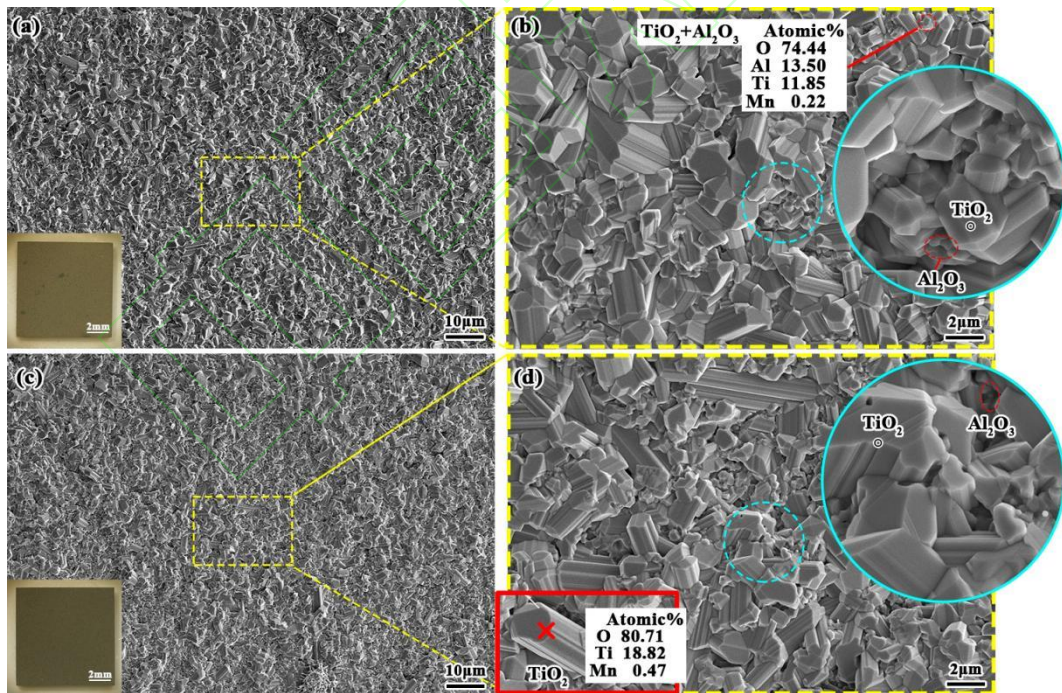 (a)
2mm
10μm
(b)
TiO₂+Al₂O₃
Atomic%
O 74.44
Al 13.50
Ti 11.85
Mn 0.22
TiO₂
Al₂O₃
2μm
(c)
2mm
10μm
(d)
TiO₂
Al₂O₃
Atomic%
O 80.71
Ti 18.82
Mn 0.47
TiO₂
2μm